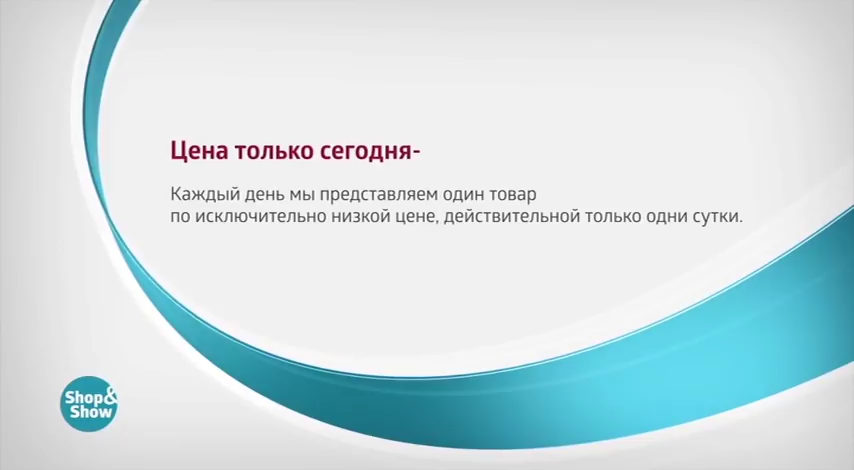 Цена только сегодня-
Каждый день мы представляем один товар
по исключительно низкой цене, действительной только одни сутки.
Shop&
Show